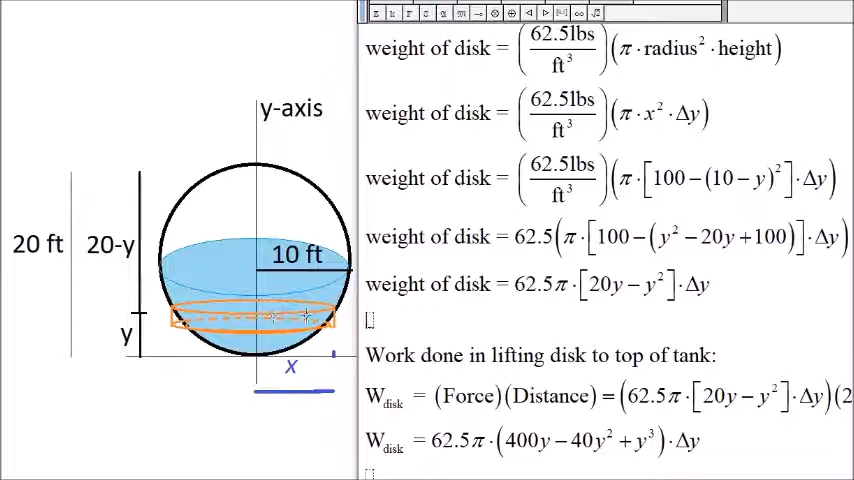 y-axis
20 ft
20-y
10 ft
y
x
weight of disk = (62.5lbs/ft³)(π·radius²·height)
weight of disk = (62.5lbs/ft³)(π·x²·Δy)
weight of disk = (62.5lbs/ft³)(π·[100−(10−y)²]·Δy)
weight of disk = 62.5(π·[100−(y²−20y+100)]·Δy)
weight of disk = 62.5π·[20y−y²]·Δy
Work done in lifting disk to top of tank:
W_disk = (Force)(Distance) = (62.5π·[20y−y²]·Δy)(2
W_disk = 62.5π·(400y−40y²+y³)·Δy